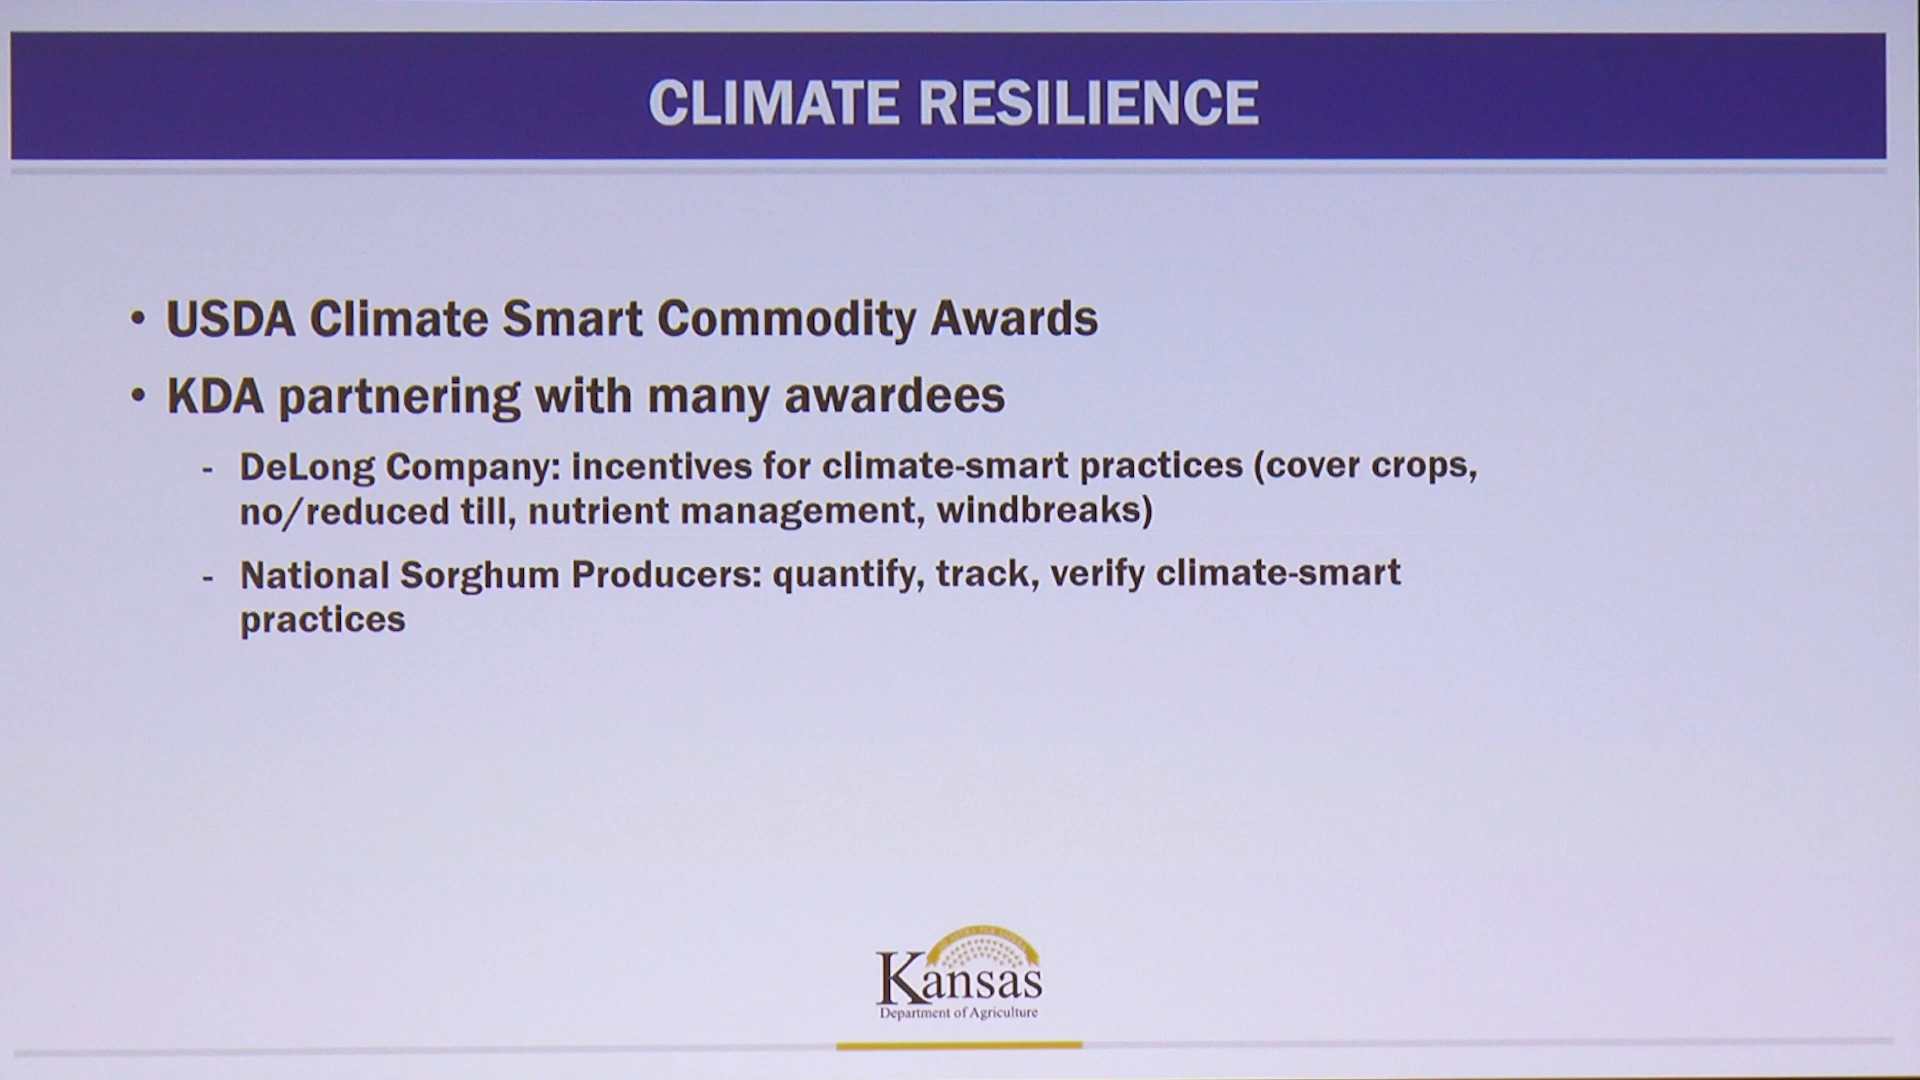 CLIMATE RESILIENCE
• USDA Climate Smart Commodity Awards
• KDA partnering with many awardees
- DeLong Company: incentives for climate-smart practices (cover crops,
no/reduced till, nutrient management, windbreaks)
- National Sorghum Producers: quantify, track, verify climate-smart
practices
Kansas
Department of Agriculture